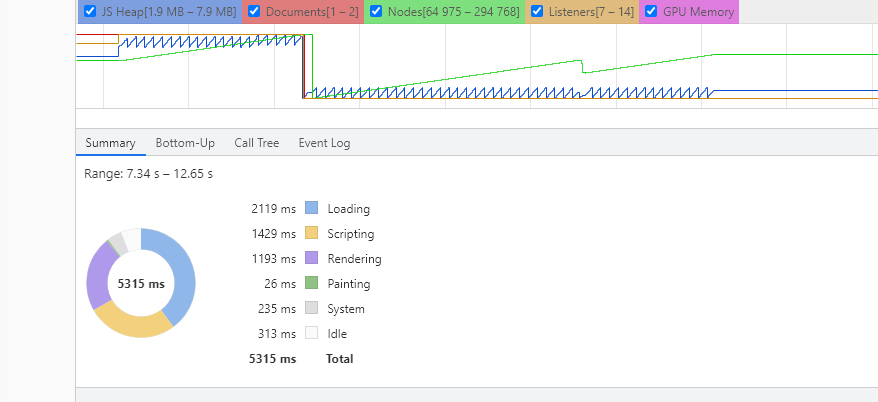 JS Heap[1.9 MB – 7.9 MB] Documents[1 – 2] Nodes[64 975 – 294 768] Listeners[7 – 14] GPU Memory
Summary Bottom-Up Call Tree Event Log
Range: 7.34 s – 12.65 s
2119 ms Loading
1429 ms Scripting
1193 ms Rendering
5315 ms
26 ms Painting
235 ms System
313 ms Idle
5315 ms Total